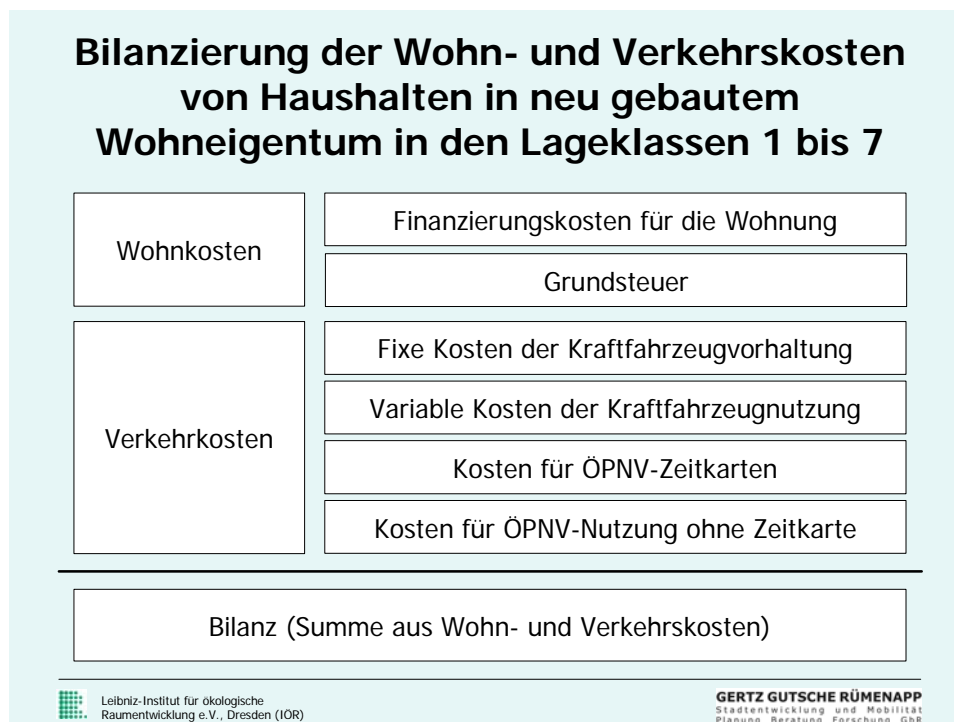 Bilanzierung der Wohn- und Verkehrskosten
von Haushalten in neu gebautem
Wohneigentum in den Lageklassen 1 bis 7
Wohnkosten
Finanzierungskosten für die Wohnung
Grundsteuer
Verkehrkosten
Fixe Kosten der Kraftfahrzeugvorhaltung
Variable Kosten der Kraftfahrzeugnutzung
Kosten für ÖPNV-Zeitkarten
Kosten für ÖPNV-Nutzung ohne Zeitkarte
Bilanz (Summe aus Wohn- und Verkehrskosten)
Leibniz-Institut für ökologische
Raumentwicklung e.V., Dresden (IÖR)
GERTZ GUTSCHE RÜMENAPP
Stadtentwicklung und Mobilität
Planung Beratung Forschung GbR